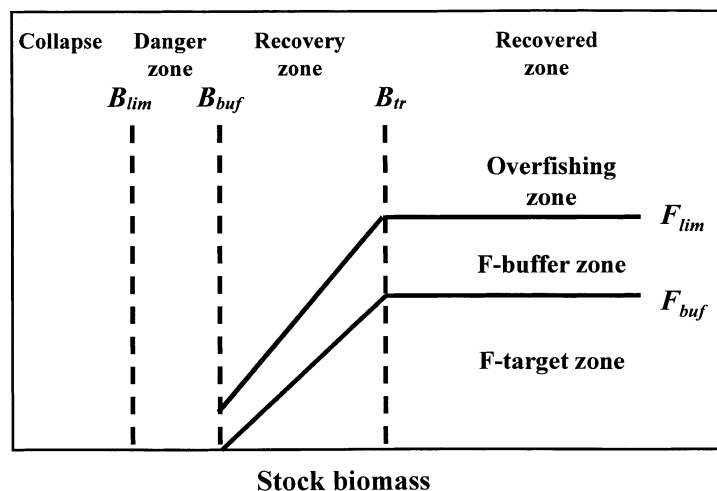 Collapse
Danger
zone
Recovery
zone
Recovered
zone
Blim
Bbuf
Btr
Overfishing
zone
Flim
F-buffer zone
Fbuf
F-target zone
Stock biomass